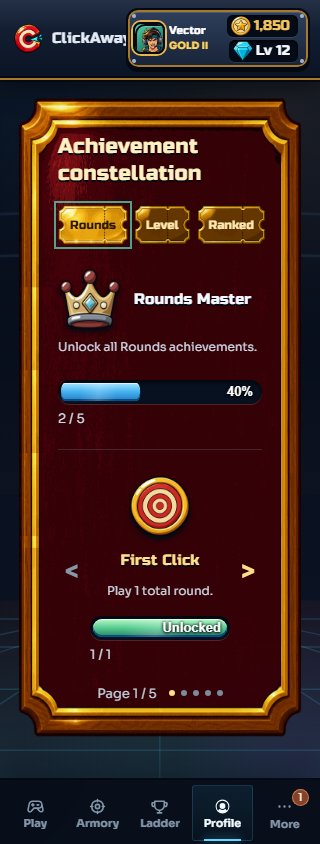 ClickAway
Vector
GOLD II
1,850
Lv 12
Achievement
constellation
Rounds
Level
Ranked
Rounds Master
Unlock all Rounds achievements.
40%
2 / 5
First Click
<
>
Play 1 total round.
Unlocked
1 / 1
Page 1 / 5
Play
Armory
Ladder
Profile
More
1